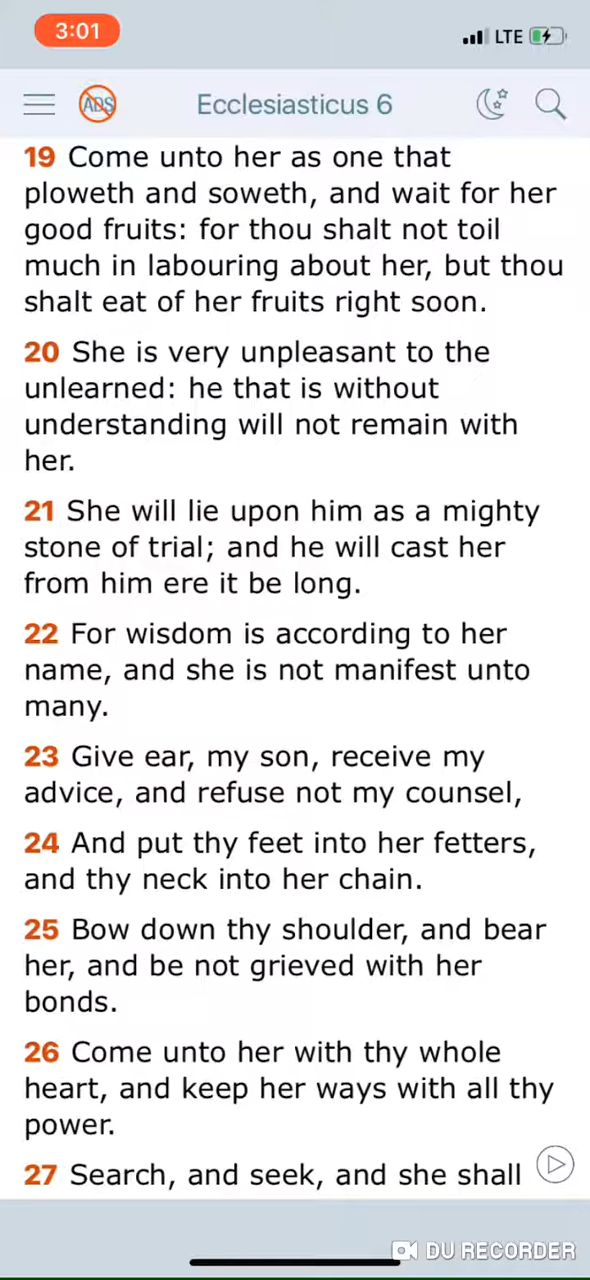 3:01
LTE
ADS
Ecclesiasticus 6
19 Come unto her as one that
ploweth and soweth, and wait for her
good fruits: for thou shalt not toil
much in labouring about her, but thou
shalt eat of her fruits right soon.
20 She is very unpleasant to the
unlearned: he that is without
understanding will not remain with
her.
21 She will lie upon him as a mighty
stone of trial; and he will cast her
from him ere it be long.
22 For wisdom is according to her
name, and she is not manifest unto
many.
23 Give ear, my son, receive my
advice, and refuse not my counsel,
24 And put thy feet into her fetters,
and thy neck into her chain.
25 Bow down thy shoulder, and bear
her, and be not grieved with her
bonds.
26 Come unto her with thy whole
heart, and keep her ways with all thy
power.
27 Search, and seek, and she shall
DU RECORDER